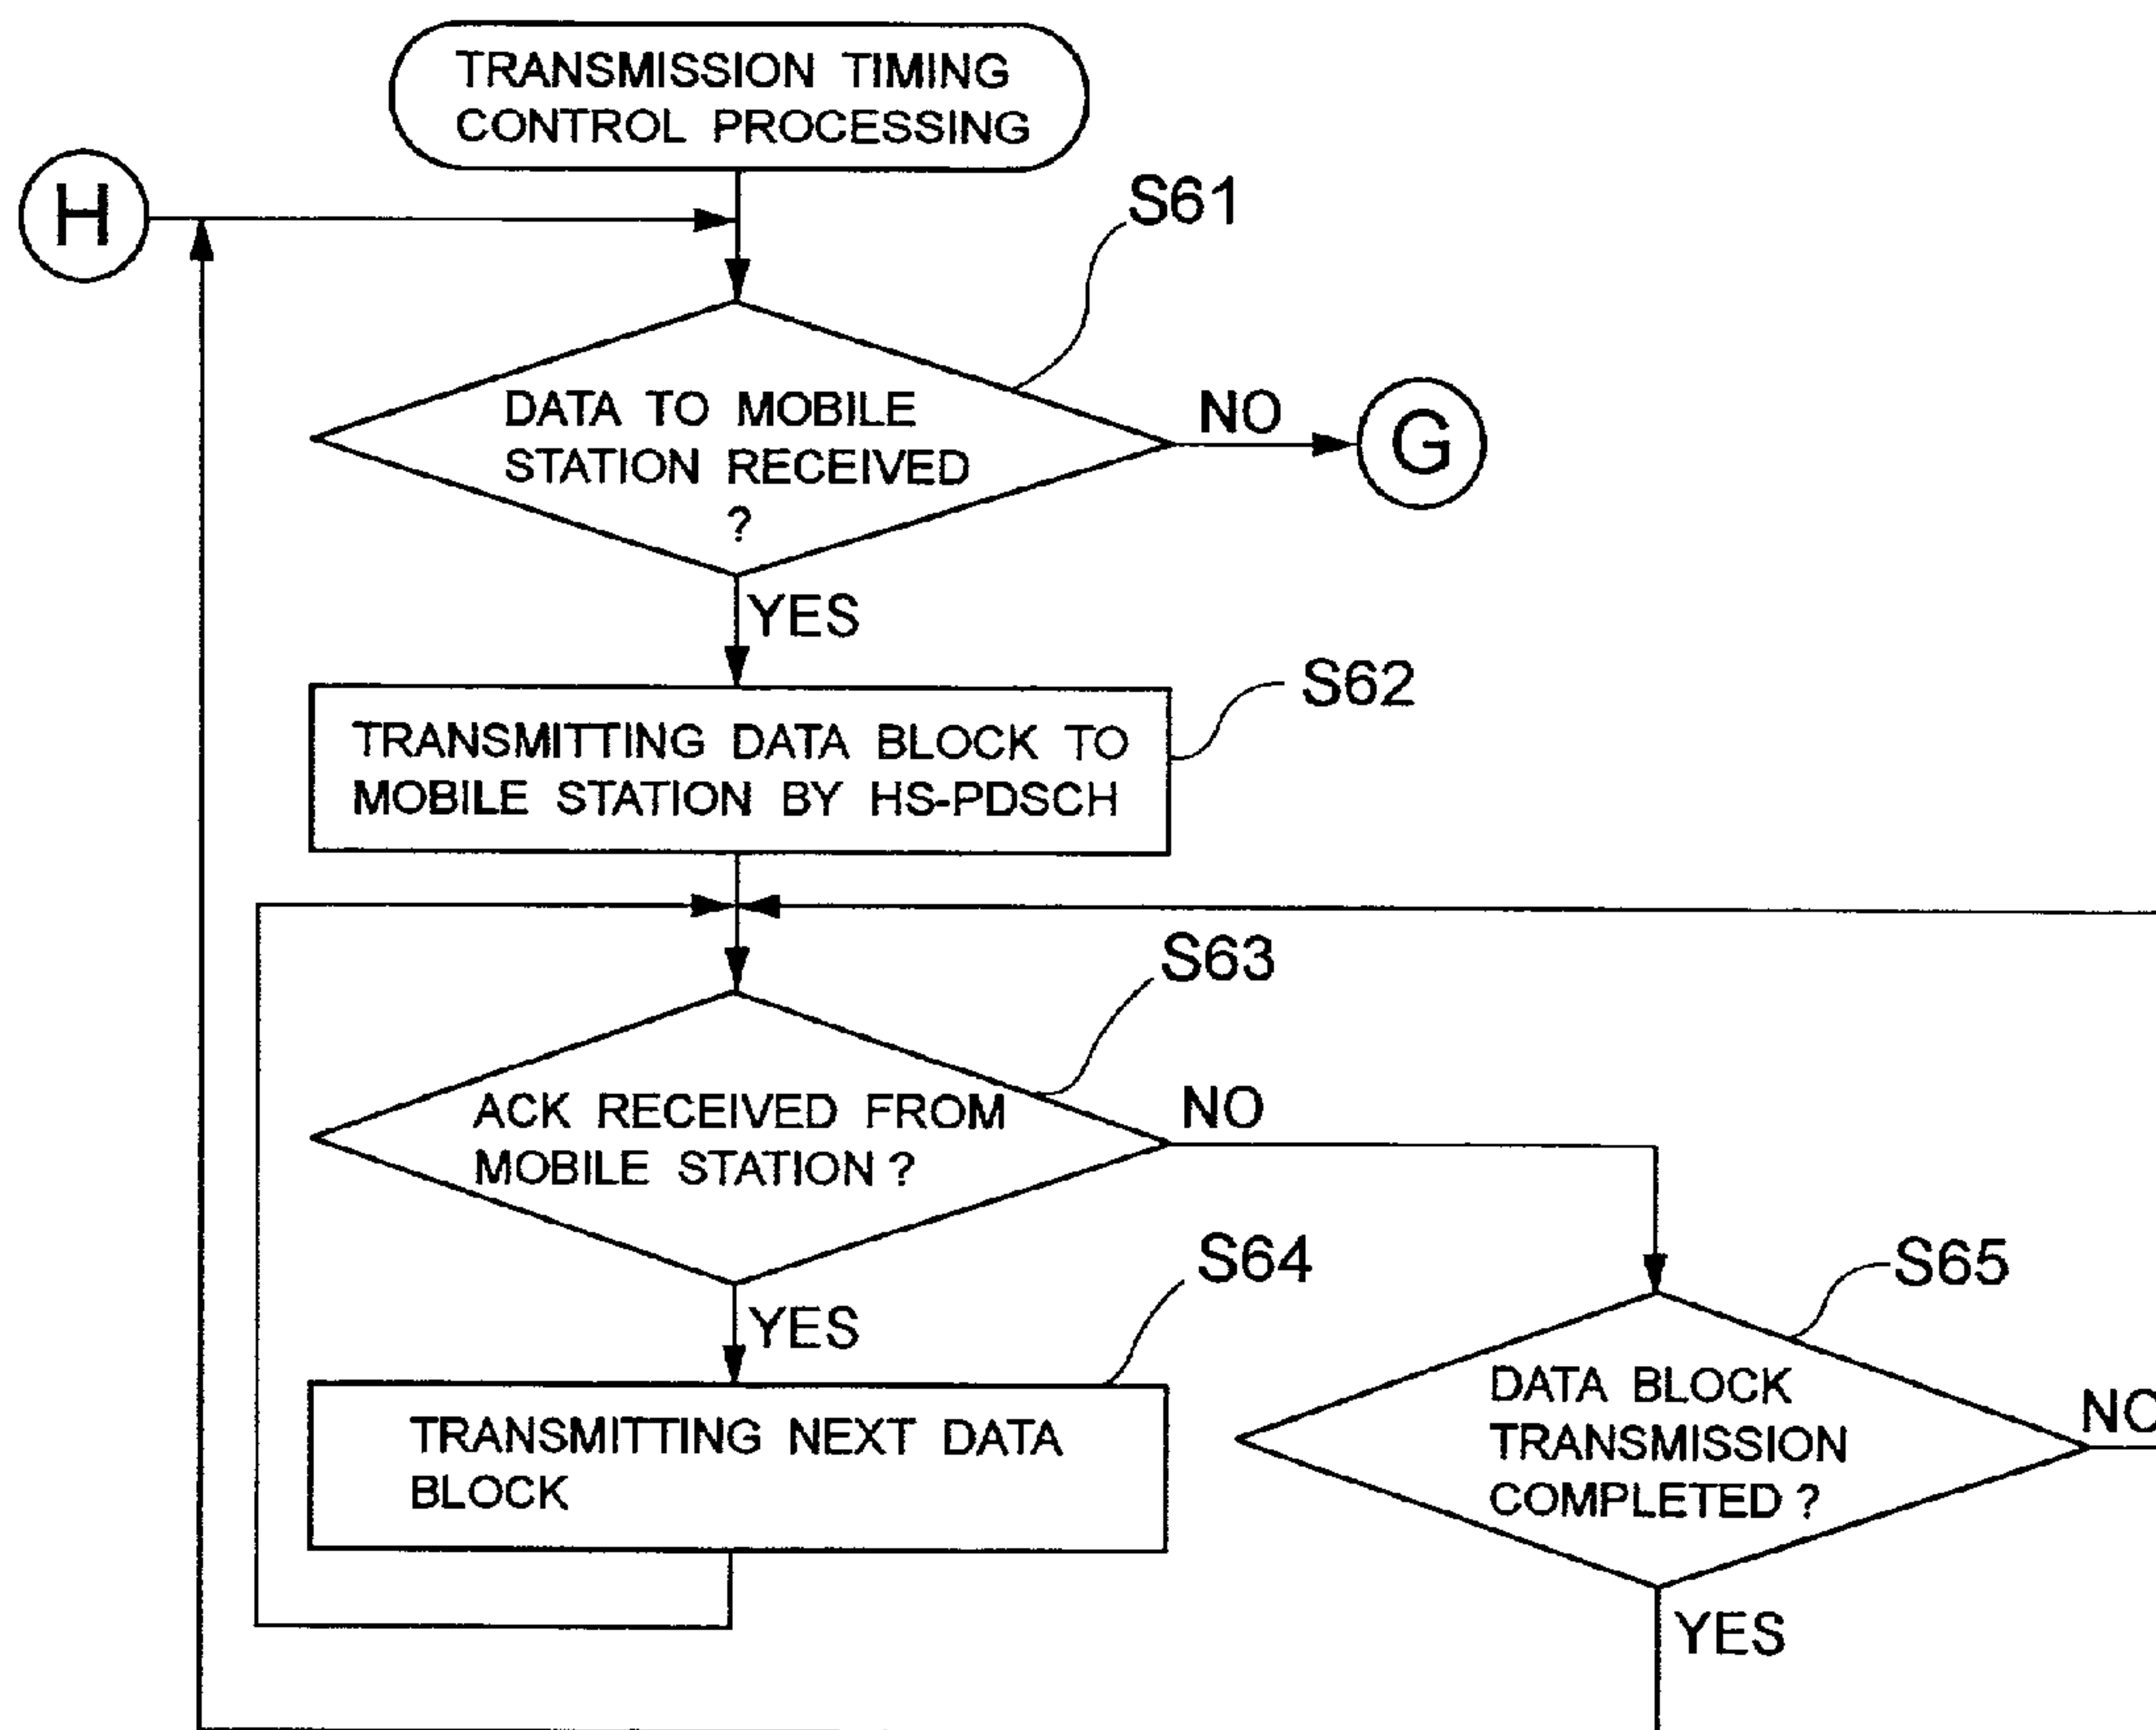 TRANSMISSION TIMING
CONTROL PROCESSING
H
S61
DATA TO MOBILE
STATION RECEIVED
?
NO
G
YES
S62
TRANSMITTING DATA BLOCK TO
MOBILE STATION BY HS-PDSCH
S63
ACK RECEIVED FROM
MOBILE STATION ?
NO
S64
YES
TRANSMITTING NEXT DATA
BLOCK
S65
DATA BLOCK
TRANSMISSION
COMPLETED ?
NO
YES